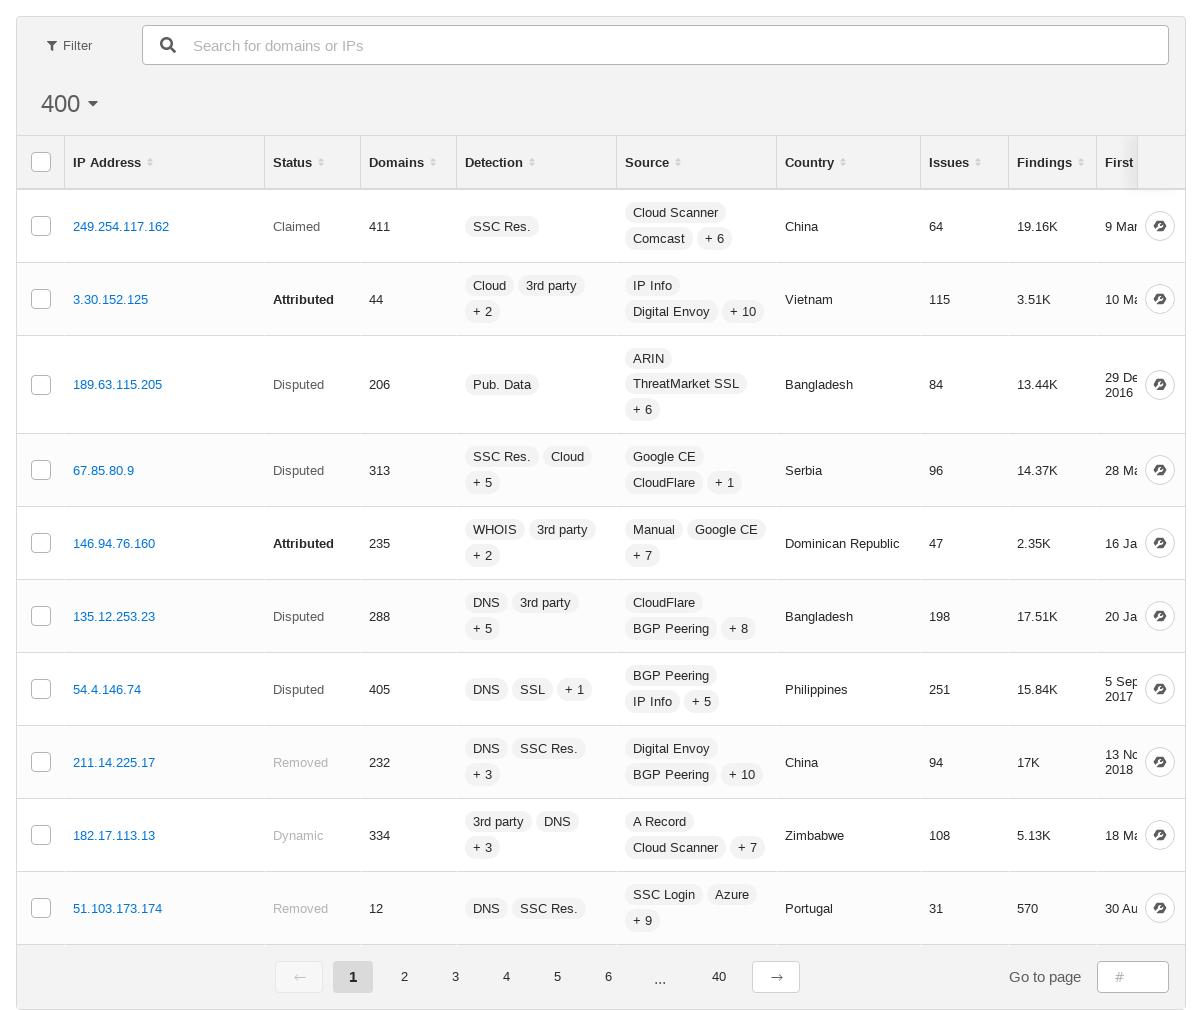 Filter
Search for domains or IPs
400
IP Address Status Domains Detection Source Country Issues Findings First
249.254.117.162 Claimed 411 SSC Res. Cloud Scanner Comcast + 6 China 64 19.16K 9 Mar
3.30.152.125 Attributed 44 Cloud 3rd party + 2 IP Info Digital Envoy + 10 Vietnam 115 3.51K 10 Ma
189.63.115.205 Disputed 206 Pub. Data ARIN ThreatMarket SSL + 6 Bangladesh 84 13.44K 29 De 2016
67.85.80.9 Disputed 313 SSC Res. Cloud + 5 Google CE CloudFlare + 1 Serbia 96 14.37K 28 Ma
146.94.76.160 Attributed 235 WHOIS 3rd party + 2 Manual Google CE + 7 Dominican Republic 47 2.35K 16 Ja
135.12.253.23 Disputed 288 DNS 3rd party + 5 CloudFlare BGP Peering + 8 Bangladesh 198 17.51K 20 Ja
54.4.146.74 Disputed 405 DNS SSL + 1 BGP Peering IP Info + 5 Philippines 251 15.84K 5 Sep 2017
211.14.225.17 Removed 232 DNS SSC Res. + 3 Digital Envoy BGP Peering + 10 China 94 17K 13 No 2018
182.17.113.13 Dynamic 334 3rd party DNS + 3 A Record Cloud Scanner + 7 Zimbabwe 108 5.13K 18 Ma
51.103.173.174 Removed 12 DNS SSC Res. SSC Login Azure + 9 Portugal 31 570 30 Au
← 1 2 3 4 5 6 ... 40 → Go to page #